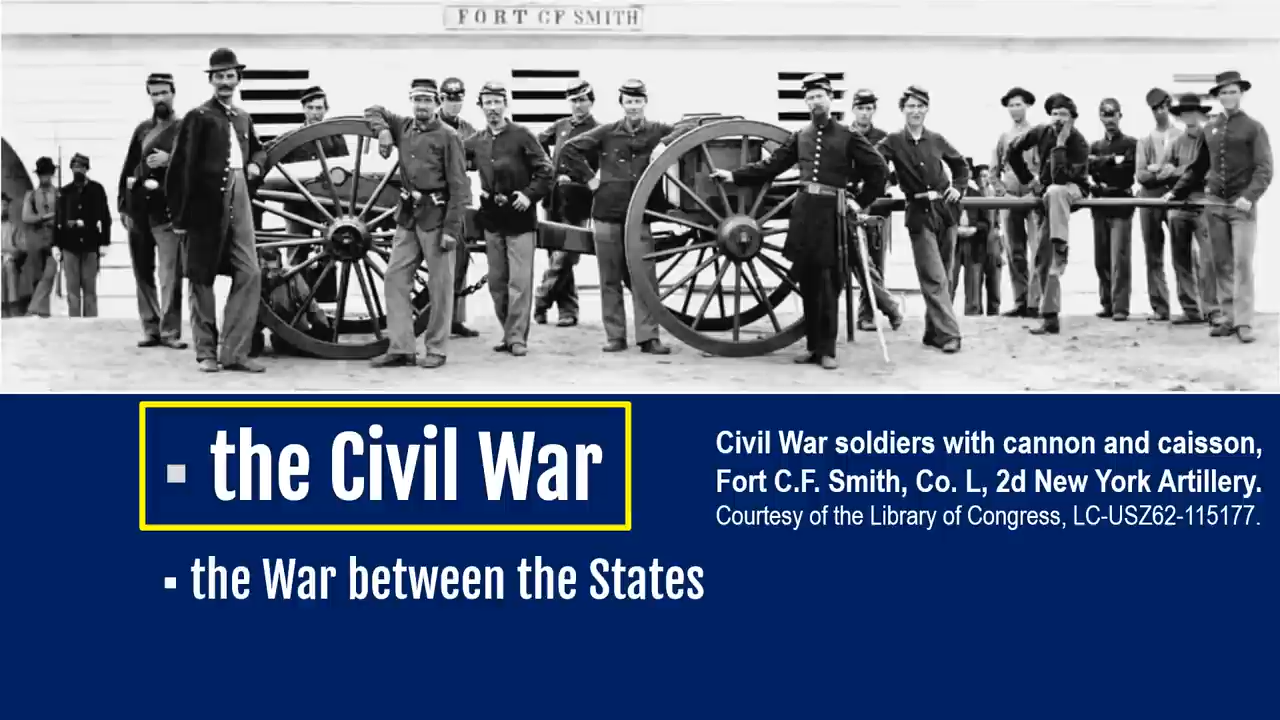 FORT CF SMITH
▪ the Civil War
▪ the War between the States
Civil War soldiers with cannon and caisson,
Fort C.F. Smith, Co. L, 2d New York Artillery.
Courtesy of the Library of Congress, LC-USZ62-115177.